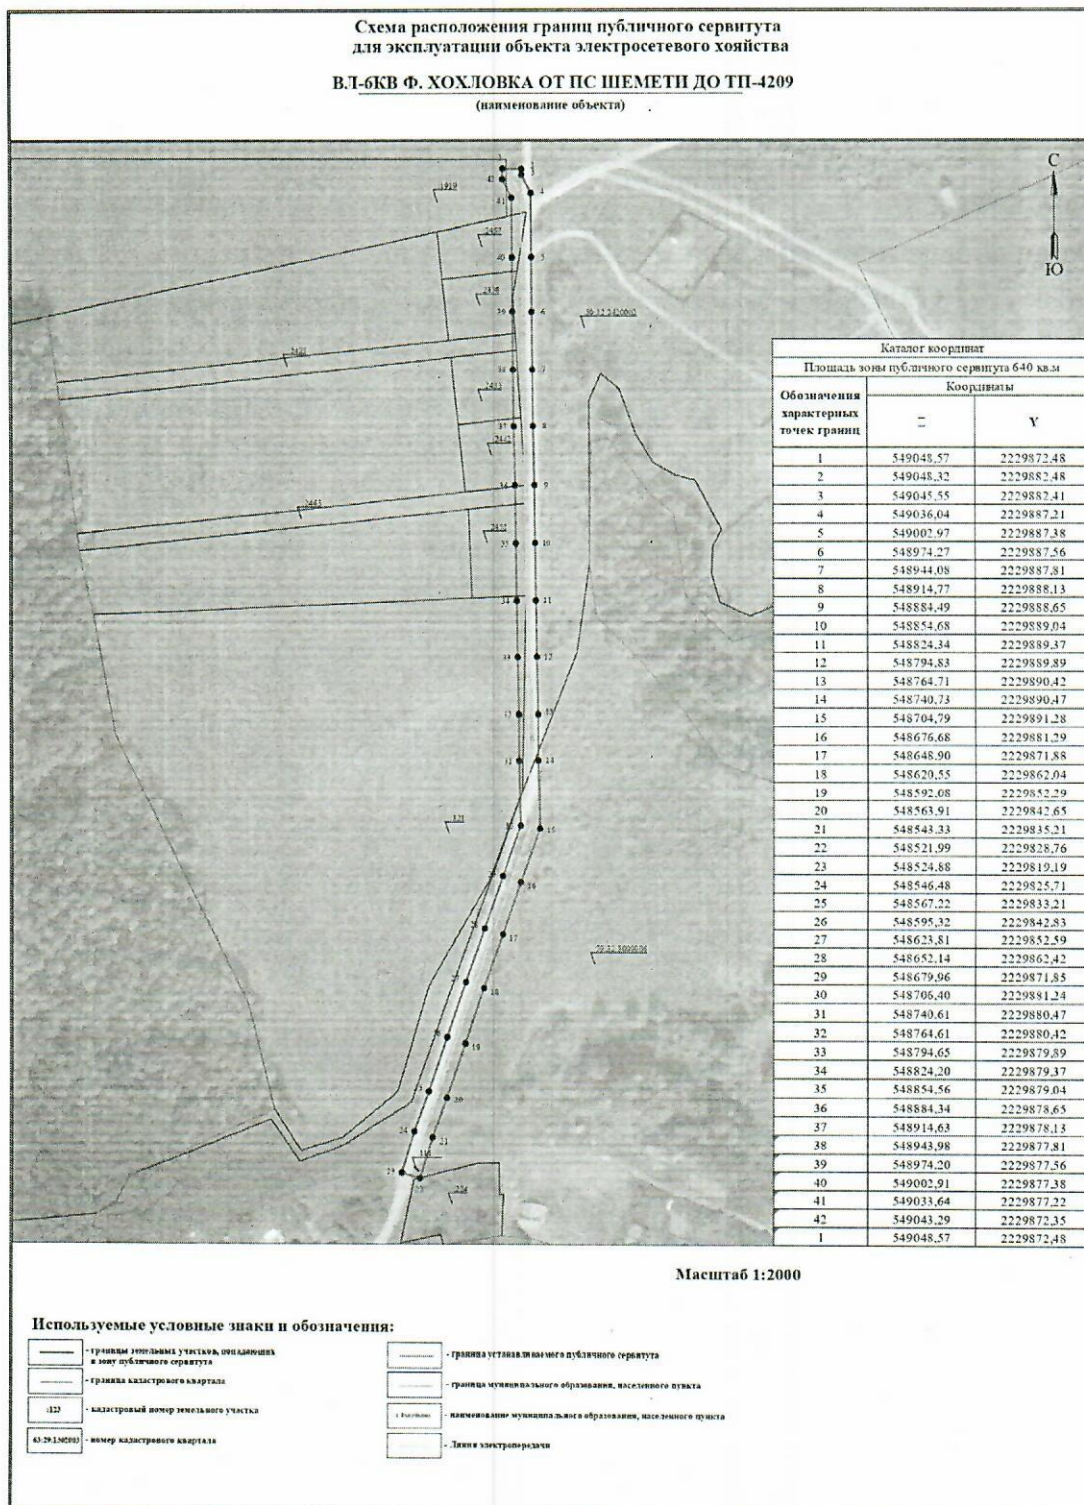 Схема расположения границ публичного сервитута
для эксплуатации объекта электросетевого хояйства
ВЛ-6КВ Ф. ХОХЛОВКА ОТ ПС ШЕМЕТИ ДО ТП-4209
(наименование объекта)
С
Ю
Каталог координат
Площадь зоны публичного сервитута 640 кв.м
Обозначения характерных точек границ
Координаты
Y
1 549048,57 2229872,48
2 549048,32 2229882,48
3 549045,55 2229882,41
4 549036,04 2229887,21
5 549002,97 2229887,38
6 548974,27 2229887,56
7 548944,08 2229887,81
8 548914,77 2229888,13
9 548884,49 2229888,65
10 548854,68 2229889,04
11 548824,34 2229889,37
12 548794,83 2229889,89
13 548764,71 2229890,42
14 548740,73 2229890,47
15 548704,79 2229891,28
16 548676,68 2229881,29
17 548648,90 2229871,88
18 548620,55 2229862,04
19 548592,08 2229852,29
20 548563,91 2229842,65
21 548543,33 2229835,21
22 548521,99 2229828,76
23 548524,88 2229819,19
24 548546,48 2229825,71
25 548567,22 2229833,21
26 548595,32 2229842,83
27 548623,81 2229852,59
28 548652,14 2229862,42
29 548679,96 2229871,85
30 548706,40 2229881,24
31 548740,61 2229880,47
32 548764,61 2229880,42
33 548794,65 2229879,89
34 548824,20 2229879,37
35 548854,56 2229879,04
36 548884,34 2229878,65
37 548914,63 2229878,13
38 548943,98 2229877,81
39 548974,20 2229877,56
40 549002,91 2229877,38
41 549033,64 2229877,22
42 549043,29 2229872,35
1 549048,57 2229872,48
Масштаб 1:2000
Используемые условные знаки и обозначения:
- границы земельных участков, попадающих
в зону публичного сервитута
- граница кадастрового квартала
:123 - кадастровый номер земельного участка
- номер кадастрового квартала
- граница устанавливаемого публичного сервитута
- граница муниципального образования, населенного пункта
- наименование муниципального образования, населенного пункта
- Линия электропередачи